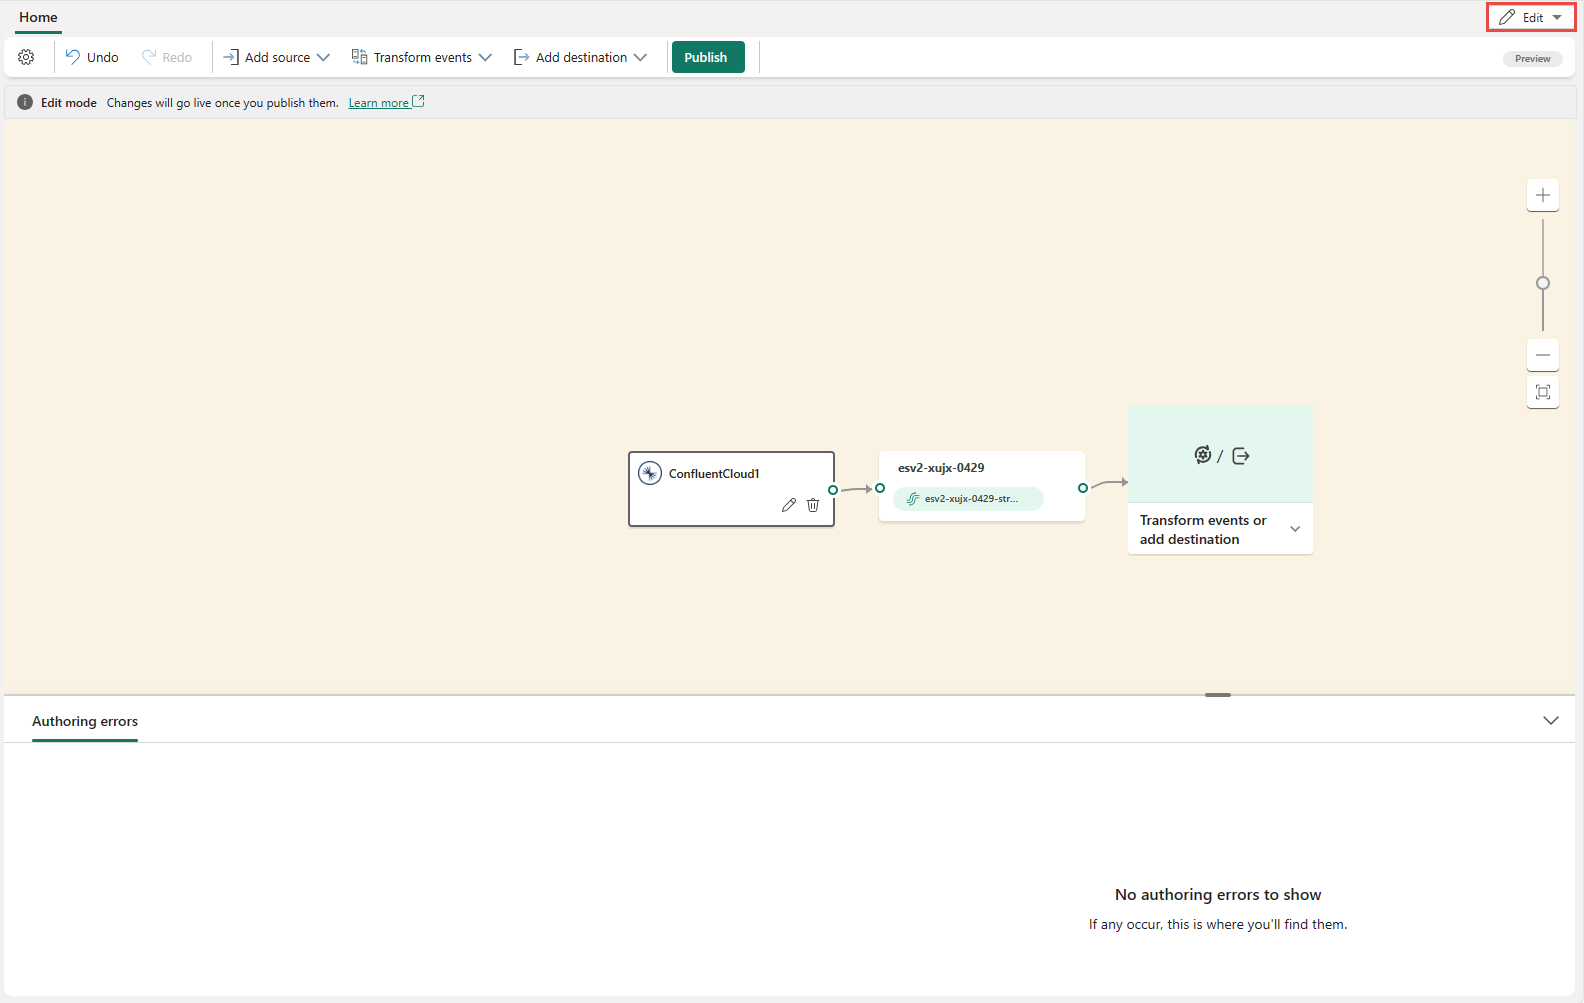 Home
Edit
Undo
Redo
Add source
Transform events
Add destination
Publish
Preview
Edit mode Changes will go live once you publish them. Learn more
ConfluentCloud1
esv2-xujx-0429
esv2-xujx-0429-str...
/
Transform events or
add destination
Authoring errors
No authoring errors to show
If any occur, this is where you'll find them.